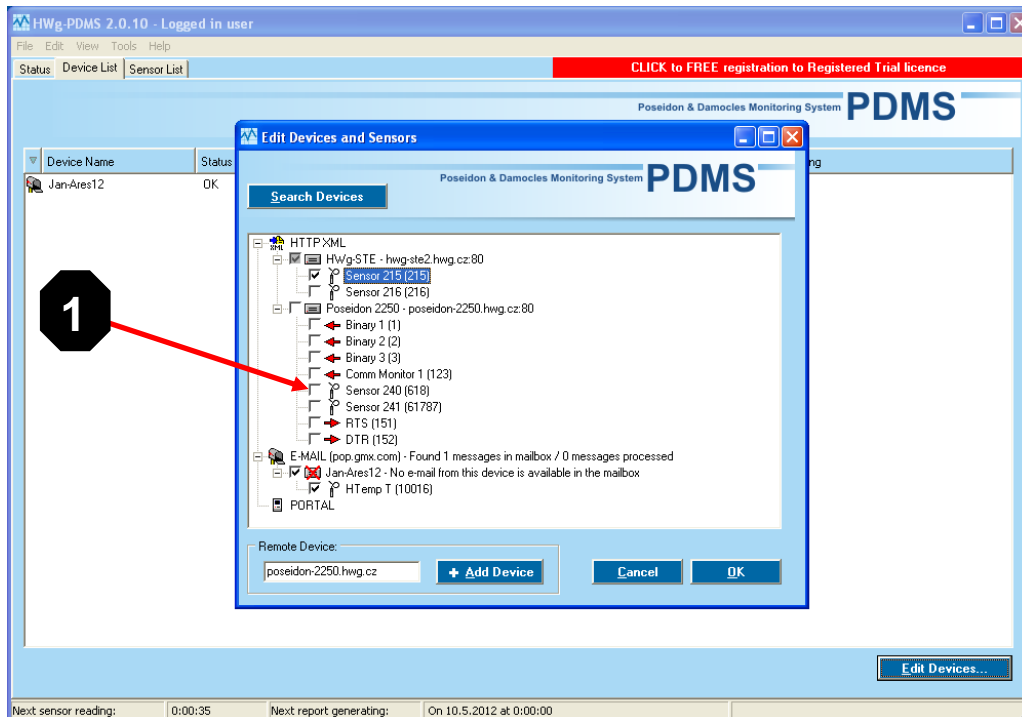 HWg-PDMS 2.0.10 - Logged in user
File Edit View Tools Help
Status Device List Sensor List
CLICK to FREE registration to Registered Trial licence
Poseidon & Damocles Monitoring System PDMS
Device Name Status ng
Jan-Ares12 OK
Edit Devices and Sensors
Poseidon & Damocles Monitoring System PDMS
Search Devices
HTTP XML
HWg-STE - hwg-ste2.hwg.cz:80
Sensor 215 (215)
Sensor 216 (216)
Poseidon 2250 - poseidon-2250.hwg.cz:80
Binary 1 (1)
Binary 2 (2)
Binary 3 (3)
Comm Monitor 1 (123)
Sensor 240 (618)
Sensor 241 (61787)
RTS (151)
DTR (152)
E-MAIL (pop.gmx.com) - Found 1 messages in mailbox / 0 messages processed
Jan-Ares12 - No e-mail from this device is available in the mailbox
HTemp T (10016)
PORTAL
1
Remote Device:
poseidon-2250.hwg.cz + Add Device Cancel OK
Edit Devices...
Next sensor reading: 0:00:35 Next report generating: On 10.5.2012 at 0:00:00